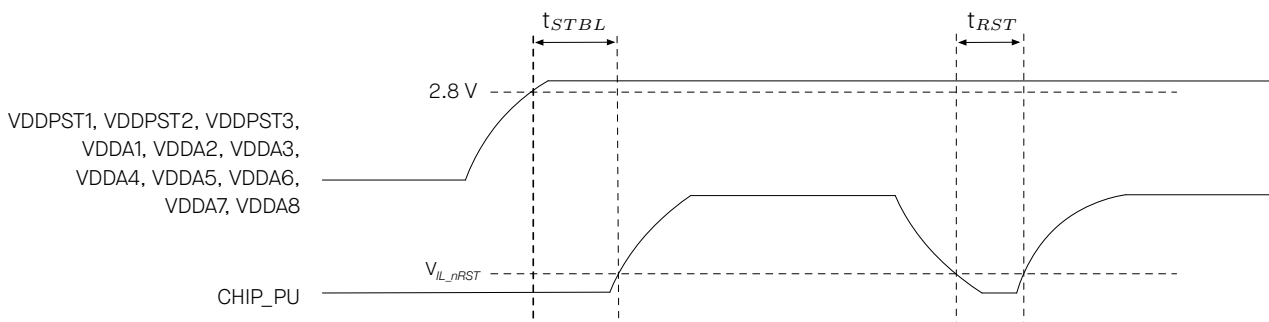 tSTBL
tRST
2.8 V
VDDPST1, VDDPST2, VDDPST3,
VDDA1, VDDA2, VDDA3,
VDDA4, VDDA5, VDDA6,
VDDA7, VDDA8
VIL_nRST
CHIP_PU